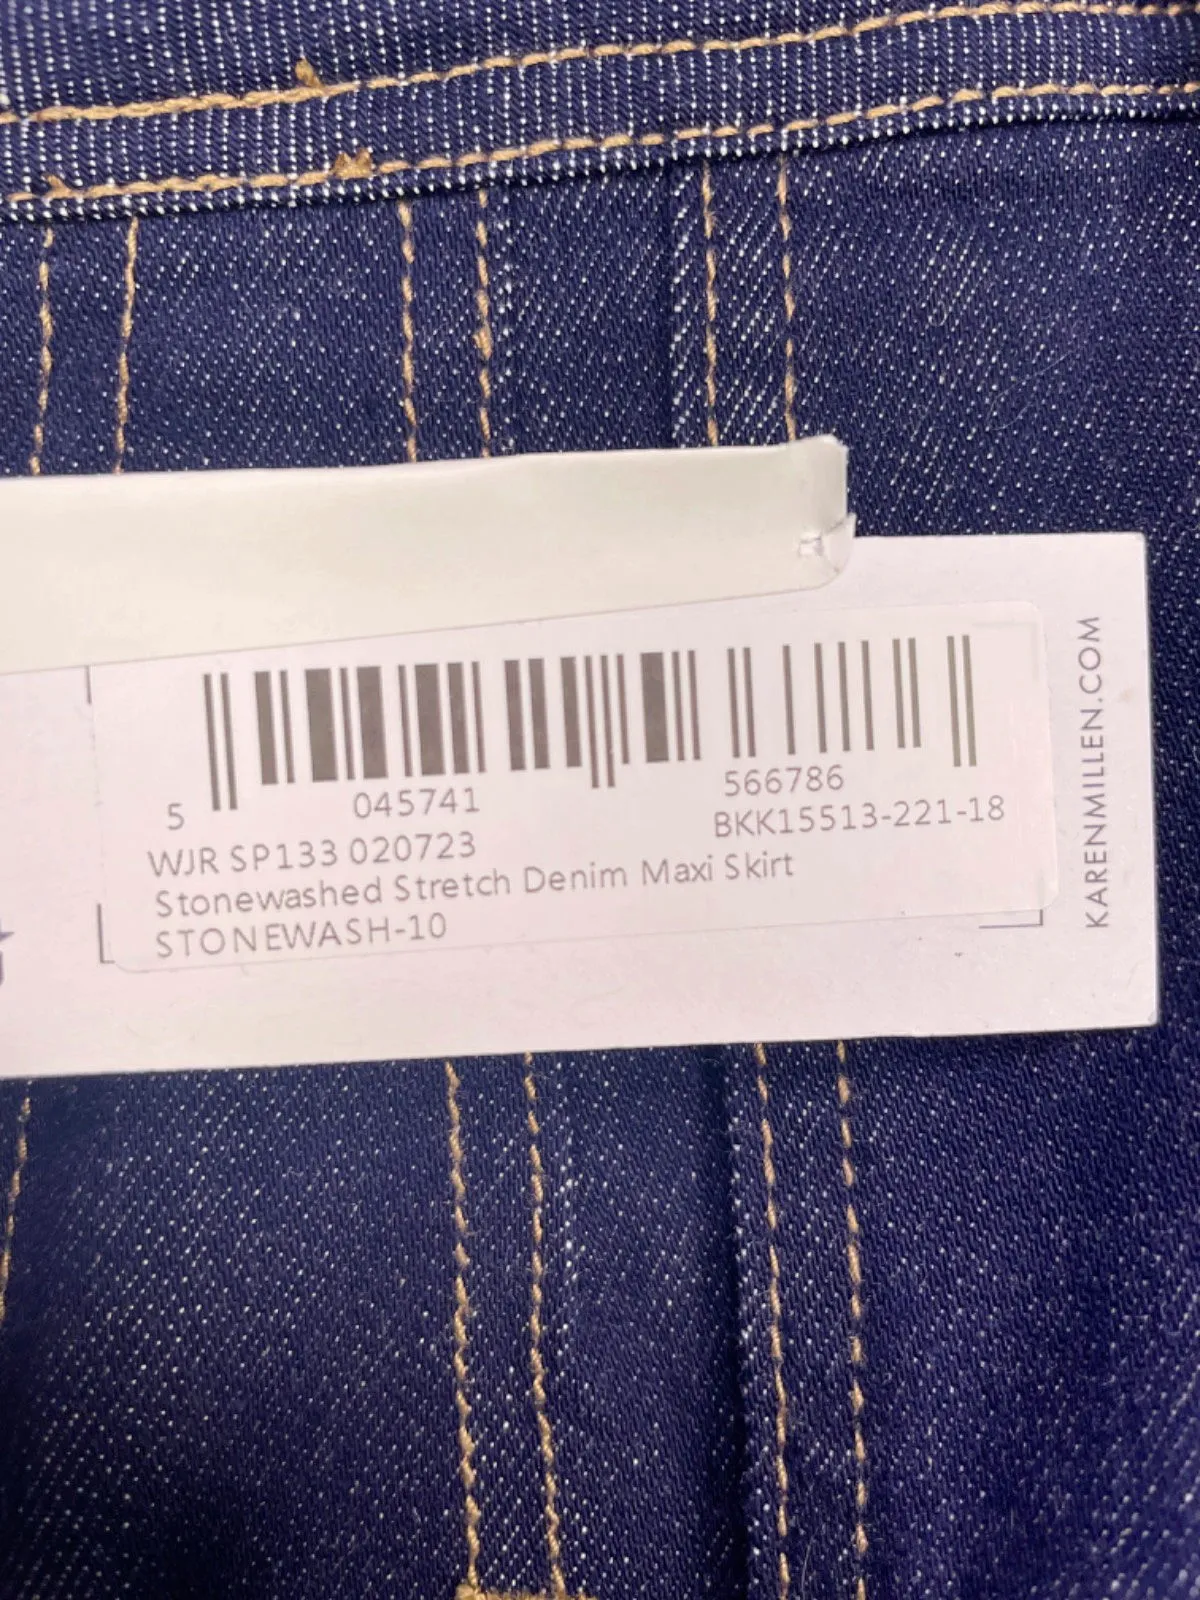 5 045741 566786
WJR SP133 020723 BKK15513-221-18
Stonewashed Stretch Denim Maxi Skirt
STONEWASH-10
KARENMILLEN.COM